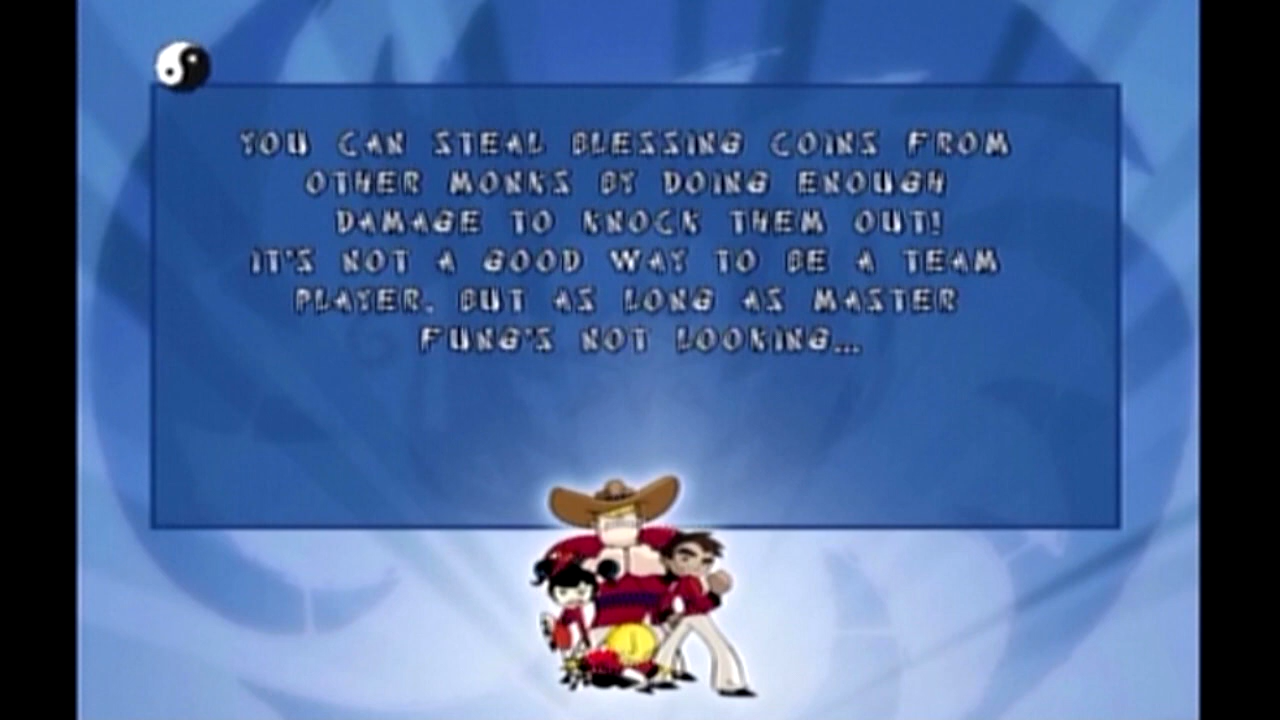 YOU CAN STEAL BLESSING COINS FROM
OTHER MONKS BY DOING ENOUGH
DAMAGE TO KNOCK THEM OUT!
IT'S NOT A GOOD WAY TO BE A TEAM
PLAYER. BUT AS LONG AS MASTER
FUNG'S NOT LOOKING...